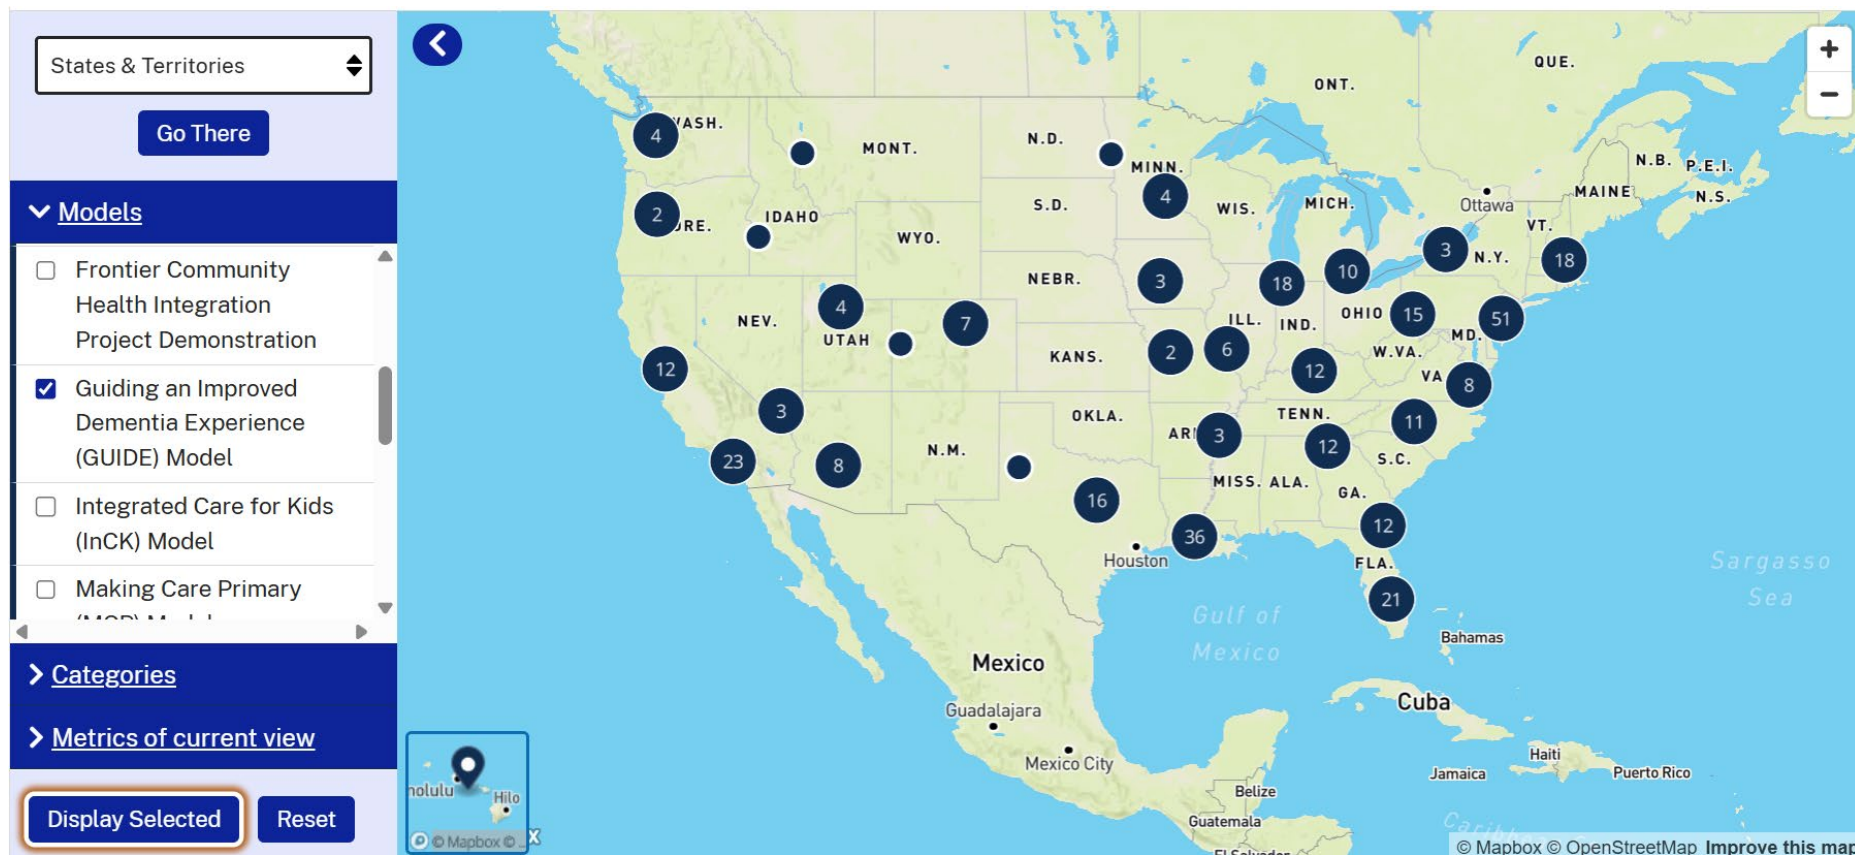 States & Territories
Go There
Models
Frontier Community
Health Integration
Project Demonstration
Guiding an Improved
Dementia Experience
(GUIDE) Model
Integrated Care for Kids
(InCK) Model
Making Care Primary
Categories
Metrics of current view
Display Selected
Reset
QUE.
ONT.
+
−
4
WASH.
MONT.
N.D.
MINN.
N.B.
P.E.I.
MAINE
N.S.
Ottawa
2
ORE.
IDAHO
WYO.
S.D.
4
WIS.
MICH.
VT.
3
N.Y.
18
NEBR.
3
18
10
4
NEV.
UTAH
7
ILL.
IND.
OHIO
15
51
MD.
KANS.
2
6
W.VA.
12
12
VA
8
3
OKLA.
TENN.
11
AR
3
12
23
8
N.M.
S.C.
MISS.
ALA.
GA.
16
12
36
Houston
FLA.
21
Sargasso
Sea
Gulf of
Mexico
Bahamas
Mexico
Cuba
Guadalajara
Mexico City
Haiti
Jamaica
Puerto Rico
Belize
Guatemala
El Salvador
nolulu
Hilo
© Mapbox © ...
X
© Mapbox © OpenStreetMap Improve this map